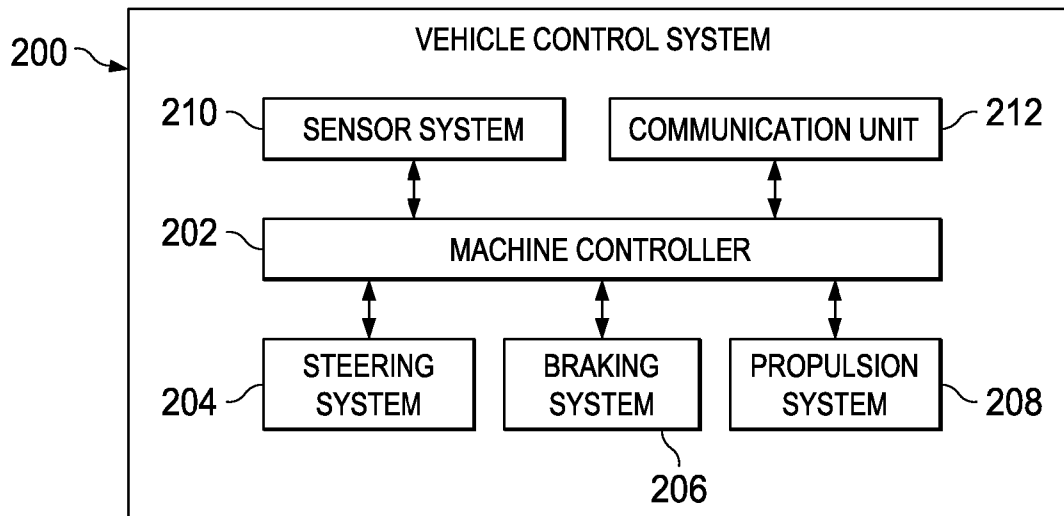 200
VEHICLE CONTROL SYSTEM
210
SENSOR SYSTEM
COMMUNICATION UNIT
212
202
MACHINE CONTROLLER
204
STEERING
SYSTEM
BRAKING
SYSTEM
PROPULSION
SYSTEM
208
206